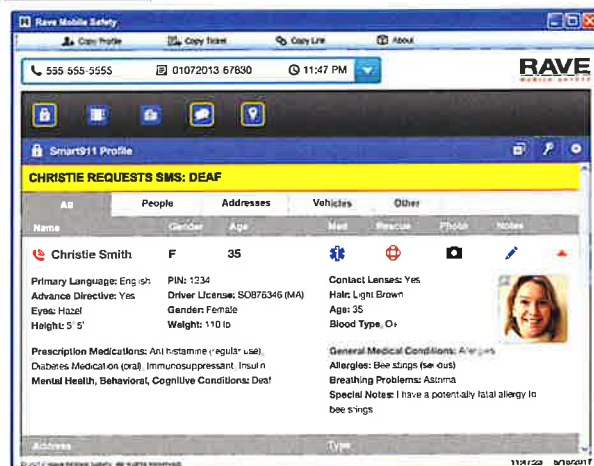 Rave Mobile Safety
Copy Profile Copy Ticket Copy Link About
555-555-5555 01072013-67830 11:47 PM RAVE
MOBILE SAFETY
Smart911 Profile
CHRISTIE REQUESTS SMS: DEAF
All People Addresses Vehicles Other
Name Gender Age Med Rescue Photo Notes
Christie Smith F 35
Primary Language: English PIN: 1234 Contact Lenses: Yes
Advance Directive: Yes Driver License: SO876346 (MA) Hair: Light Brown
Eyes: Hazel Gender: Female Age: 35
Height: 5' 5" Weight: 110 lb Blood Type, O+
Prescription Medications: Antihistamine (regular use), General Medical Conditions: Allergies
Diabetes Medication (oral), Immunosuppressant, Insulin Allergies: Bee stings (serious)
Mental Health, Behavioral, Cognitive Conditions: Deaf Breathing Problems: Asthma
Special Notes: I have a potentially fatal allergy to
bee stings
Address Type